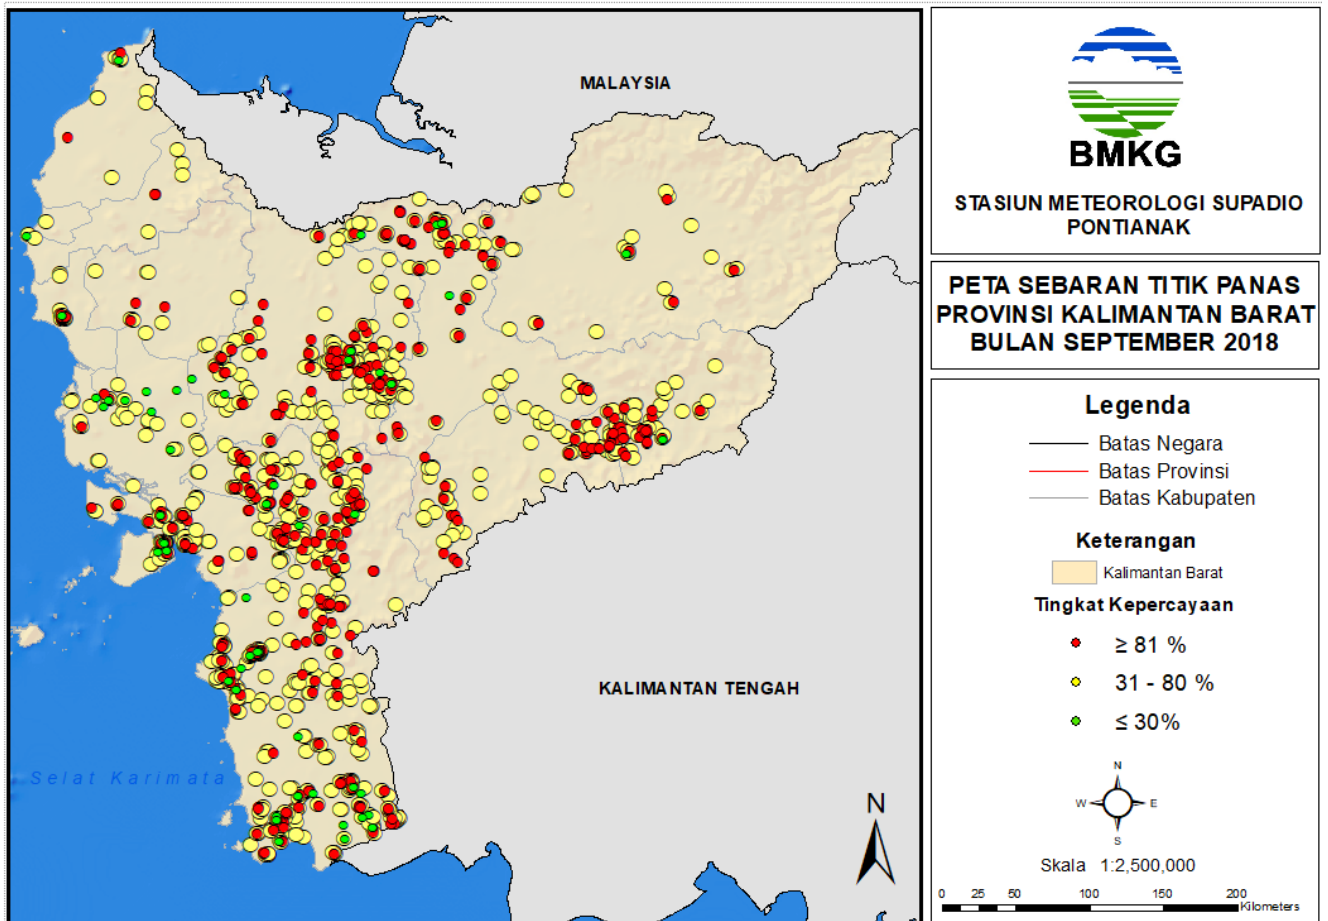 MALAYSIA
KALIMANTAN TENGAH
Selat Karimata
N
BMKG
STASIUN METEOROLOGI SUPADIO
PONTIANAK
PETA SEBARAN TITIK PANAS
PROVINSI KALIMANTAN BARAT
BULAN SEPTEMBER 2018
Legenda
Batas Negara
Batas Provinsi
Batas Kabupaten
Keterangan
Kalimantan Barat
Tingkat Kepercayaan
≥ 81 %
31 - 80 %
≤ 30%
N
W E
S
Skala 1:2,500,000
0 25 50 100 150 200
Kilometers